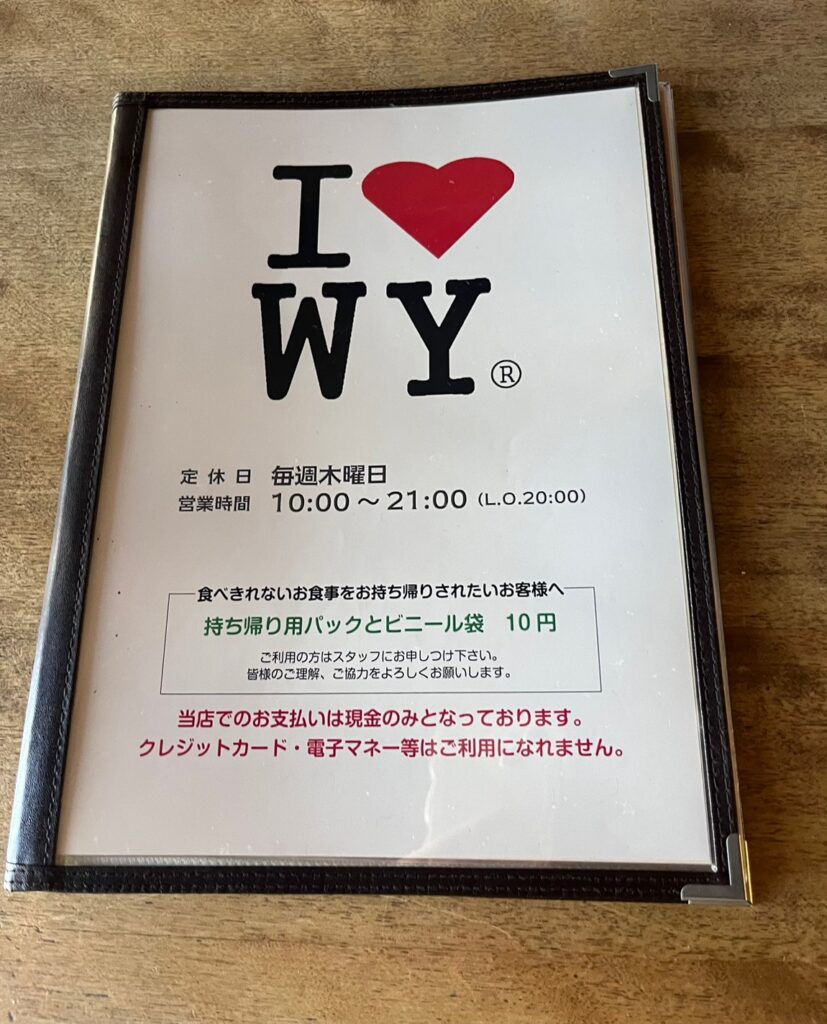 I ♥
WY®
定休日 毎週木曜日
営業時間 10:00～21:00 (L.O.20:00)
食べきれないお食事をお持ち帰りされたいお客様へ
持ち帰り用パックとビニール袋 10円
ご利用の方はスタッフにお申しつけ下さい。
皆様のご理解、ご協力をよろしくお願いします。
当店でのお支払いは現金のみとなっております。
クレジットカード・電子マネー等はご利用になれません。